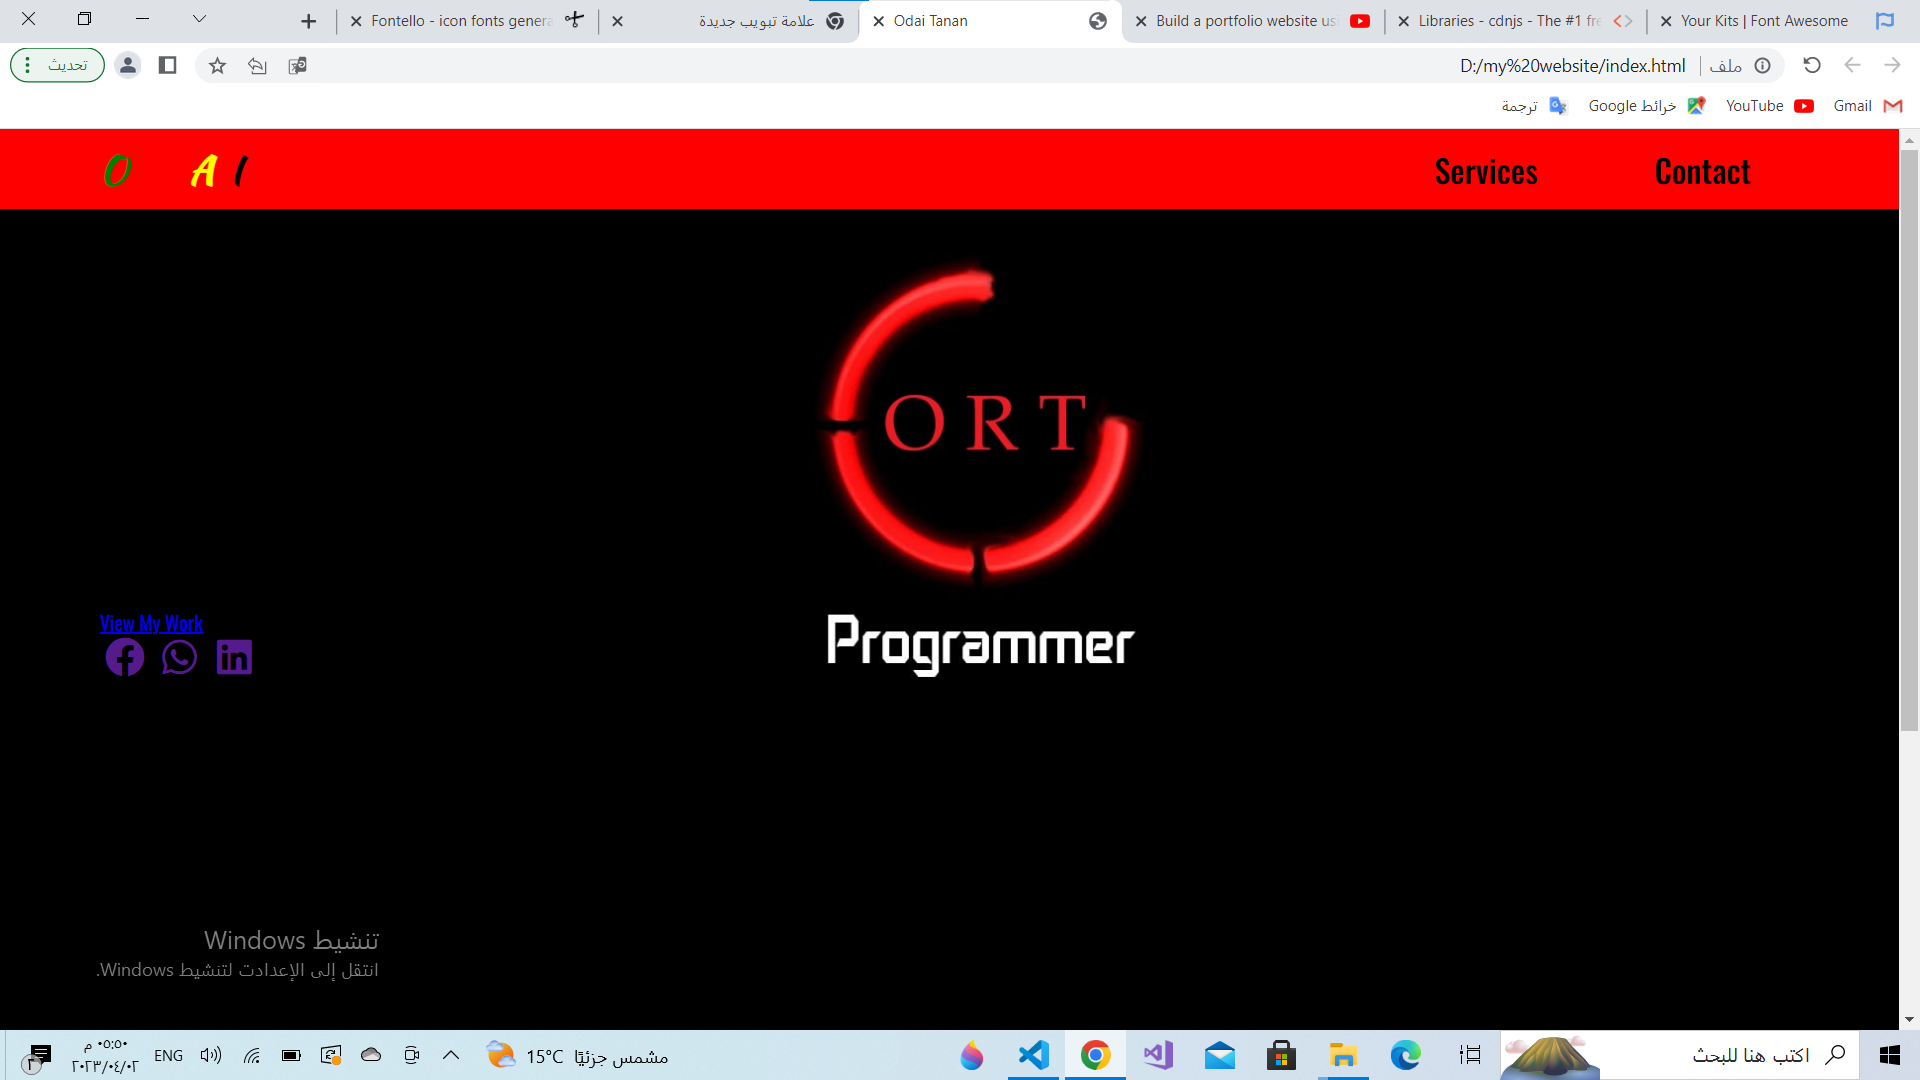 Fontello - icon fonts genera
علامة تبويب جديدة
Odai Tanan
Build a portfolio website us
Libraries - cdnjs - The #1 fre
Your Kits | Font Awesome
تحديث
D:/my%20website/index.html
ملف
ترجمة
خرائط Google
YouTube
Gmail
O A I
Services
Contact
ORT
Programmer
View My Work
تنشيط Windows
انتقل إلى الإعدادت لتنشيط Windows.
٠٥:٥٠ م
٢٠٢٣/٠٤/٠٢
ENG
15°C مشمس جزئيًا
اكتب هنا للبحث